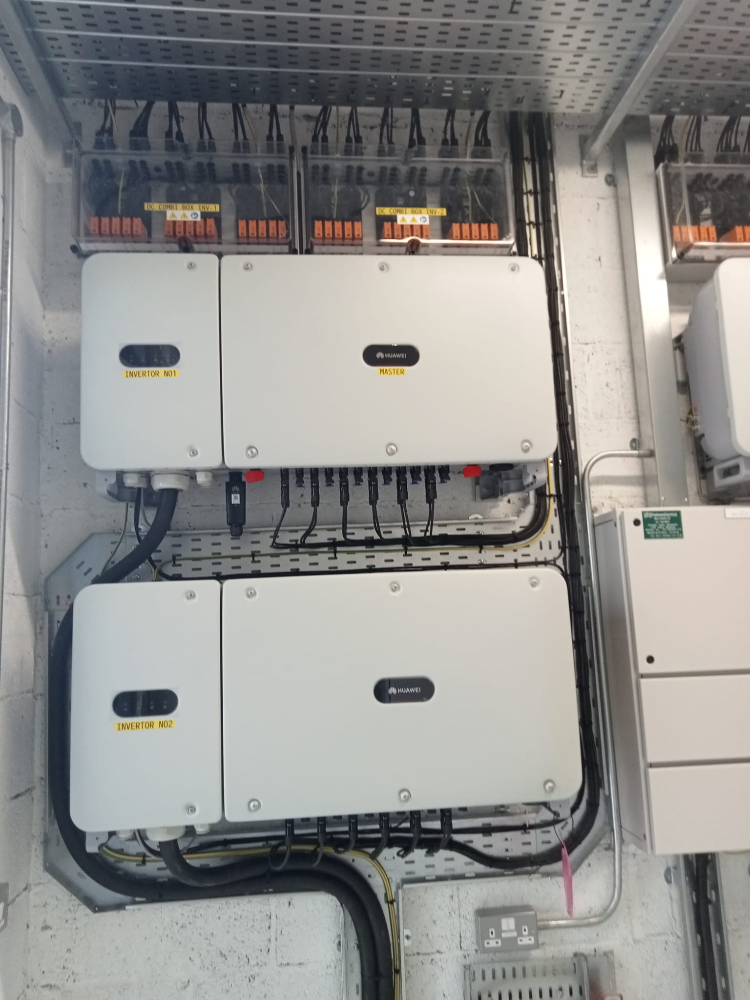 DC COMBI BOX INV-1
DC COMBI BOX INV-2
HUAWEI
INVERTOR NO1
MASTER
HUAWEI
INVERTOR NO2